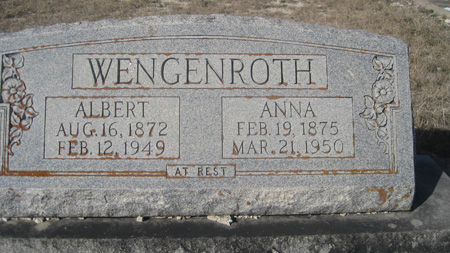 WENGENROTH
ALBERT
AUG. 16, 1872
FEB. 12, 1949
ANNA
FEB. 19, 1875
MAR. 21, 1950
AT REST